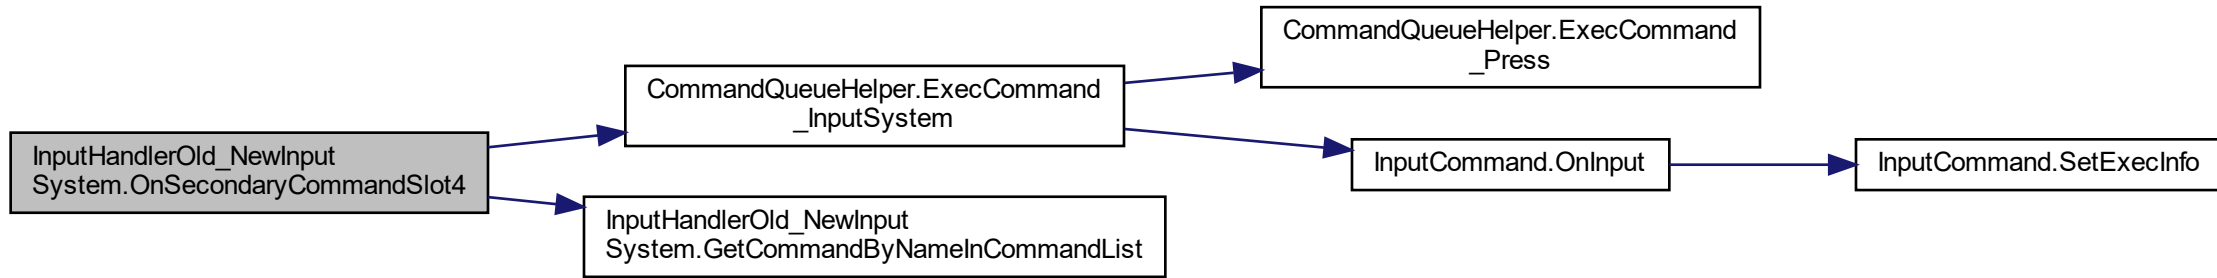 InputHandlerOld_NewInput
System.OnSecondaryCommandSlot4
CommandQueueHelper.ExecCommand
_InputSystem
CommandQueueHelper.ExecCommand
_Press
InputCommand.OnInput
InputCommand.SetExecInfo
InputHandlerOld_NewInput
System.GetCommandByNameInCommandList